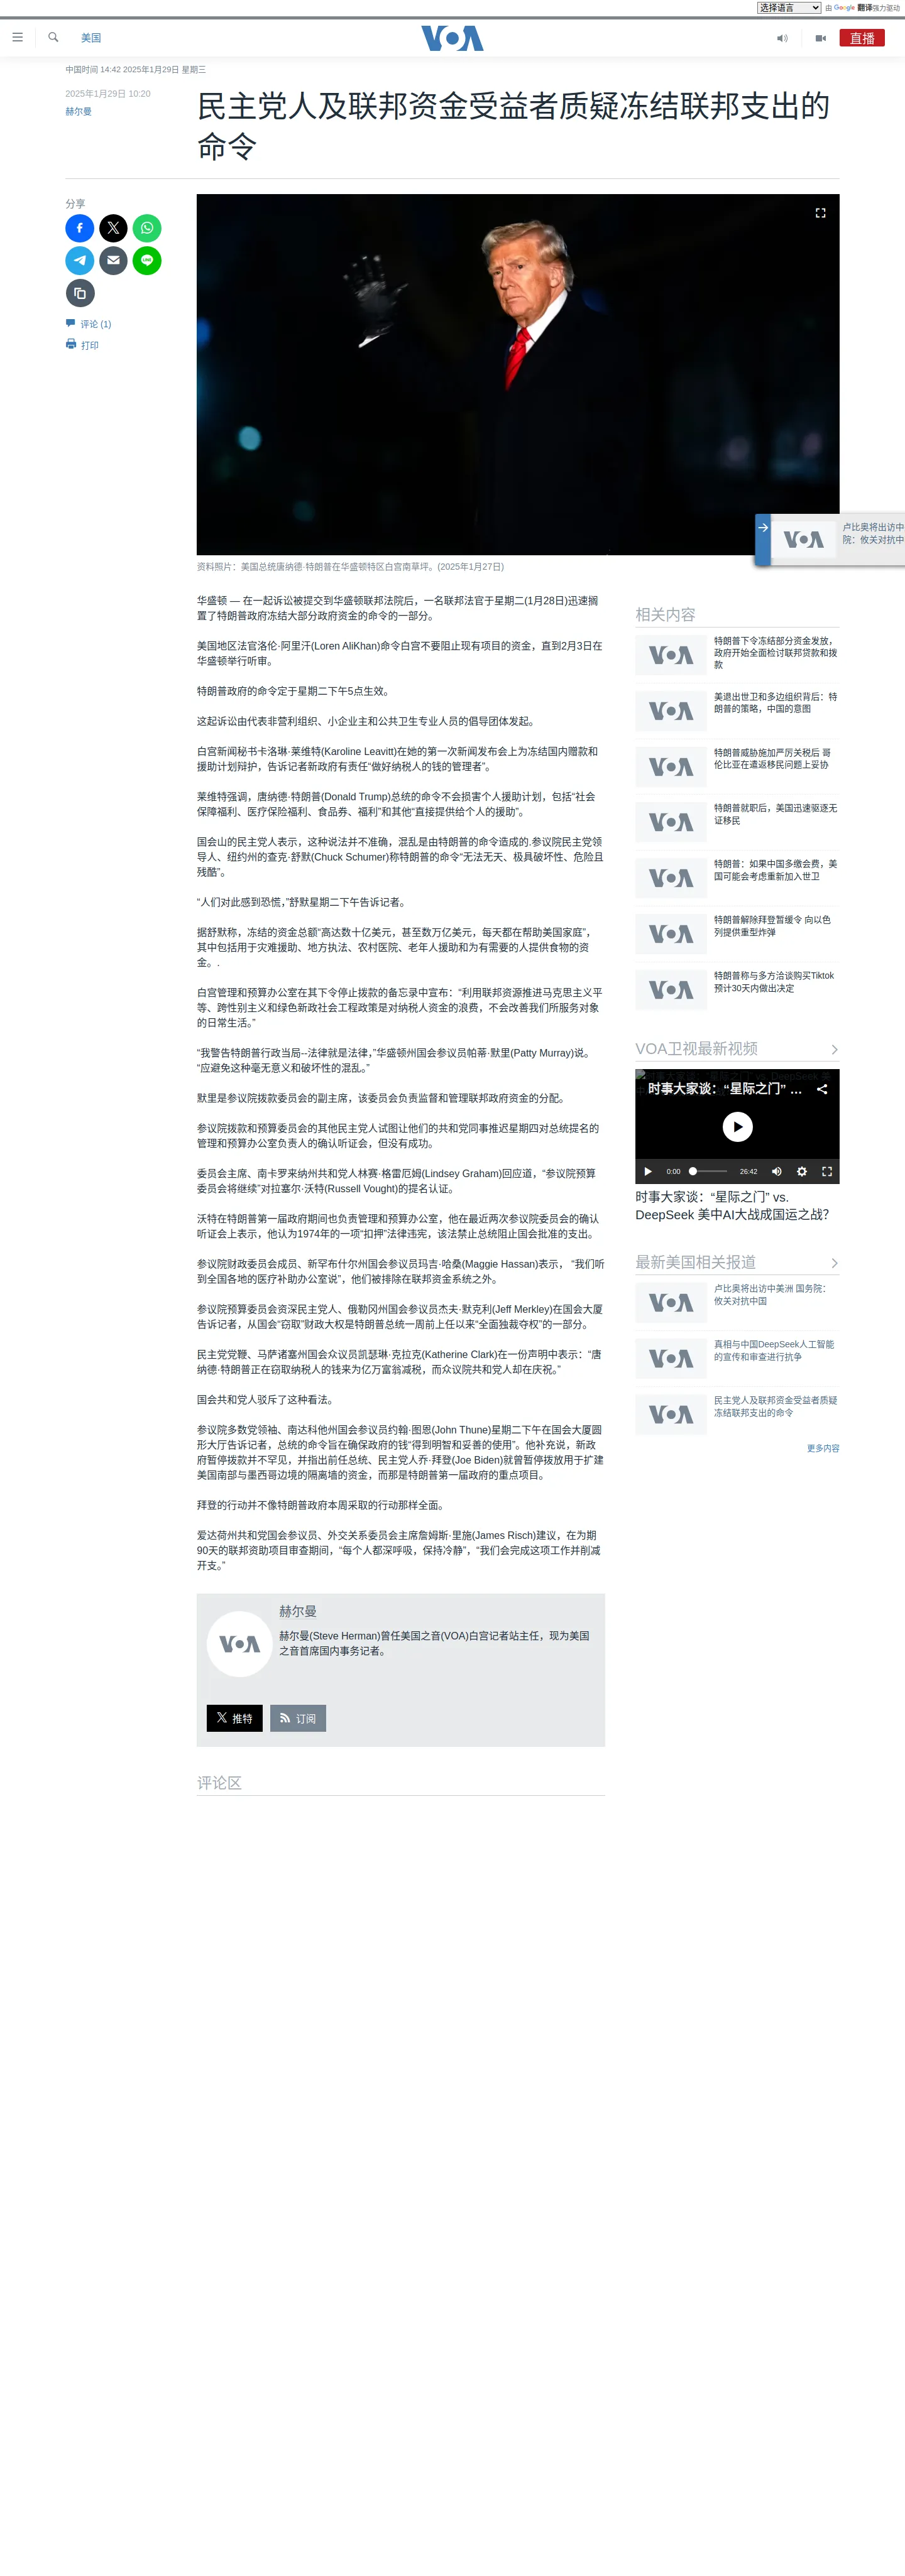 选择语言
由 Google 翻译强力驱动
美国
VOA
直播
中国时间 14:42 2025年1月29日 星期三
2025年1月29日 10:20
赫尔曼
民主党人及联邦资金受益者质疑冻结联邦支出的
命令
分享
评论 (1)
打印
资料照片：美国总统唐纳德·特朗普在华盛顿特区白宫南草坪。(2025年1月27日)
VOA
卢比奥将出访中
院：攸关对抗中
华盛顿 — 在一起诉讼被提交到华盛顿联邦法院后，一名联邦法官于星期二(1月28日)迅速搁
置了特朗普政府冻结大部分政府资金的命令的一部分。
美国地区法官洛伦·阿里汗(Loren AliKhan)命令白宫不要阻止现有项目的资金，直到2月3日在
华盛顿举行听审。
特朗普政府的命令定于星期二下午5点生效。
这起诉讼由代表非营利组织、小企业主和公共卫生专业人员的倡导团体发起。
白宫新闻秘书卡洛琳·莱维特(Karoline Leavitt)在她的第一次新闻发布会上为冻结国内赠款和
援助计划辩护，告诉记者新政府有责任“做好纳税人的钱的管理者”。
莱维特强调，唐纳德·特朗普(Donald Trump)总统的命令不会损害个人援助计划，包括“社会
保障福利、医疗保险福利、食品券、福利”和其他“直接提供给个人的援助”。
国会山的民主党人表示，这种说法并不准确，混乱是由特朗普的命令造成的.参议院民主党领
导人、纽约州的查克·舒默(Chuck Schumer)称特朗普的命令“无法无天、极具破坏性、危险且
残酷”。
“人们对此感到恐慌，”舒默星期二下午告诉记者。
据舒默称，冻结的资金总额“高达数十亿美元，甚至数万亿美元，每天都在帮助美国家庭”，
其中包括用于灾难援助、地方执法、农村医院、老年人援助和为有需要的人提供食物的资
金。.
白宫管理和预算办公室在其下令停止拨款的备忘录中宣布：“利用联邦资源推进马克思主义平
等、跨性别主义和绿色新政社会工程政策是对纳税人资金的浪费，不会改善我们所服务对象
的日常生活。”
“我警告特朗普行政当局--法律就是法律，”华盛顿州国会参议员帕蒂·默里(Patty Murray)说。
“应避免这种毫无意义和破坏性的混乱。”
默里是参议院拨款委员会的副主席，该委员会负责监督和管理联邦政府资金的分配。
参议院拨款和预算委员会的其他民主党人试图让他们的共和党同事推迟星期四对总统提名的
管理和预算办公室负责人的确认听证会，但没有成功。
委员会主席、南卡罗来纳州共和党人林赛·格雷厄姆(Lindsey Graham)回应道，“参议院预算
委员会将继续”对拉塞尔·沃特(Russell Vought)的提名认证。
沃特在特朗普第一届政府期间也负责管理和预算办公室，他在最近两次参议院委员会的确认
听证会上表示，他认为1974年的一项“扣押”法律违宪，该法禁止总统阻止国会批准的支出。
参议院财政委员会成员、新罕布什尔州国会参议员玛吉·哈桑(Maggie Hassan)表示， “我们听
到全国各地的医疗补助办公室说”，他们被排除在联邦资金系统之外。
参议院预算委员会资深民主党人、俄勒冈州国会参议员杰夫·默克利(Jeff Merkley)在国会大厦
告诉记者，从国会“窃取”财政大权是特朗普总统一周前上任以来“全面独裁夺权”的一部分。
民主党党鞭、马萨诸塞州国会众议员凯瑟琳·克拉克(Katherine Clark)在一份声明中表示：“唐
纳德·特朗普正在窃取纳税人的钱来为亿万富翁减税，而众议院共和党人却在庆祝。”
国会共和党人驳斥了这种看法。
参议院多数党领袖、南达科他州国会参议员约翰·图恩(John Thune)星期二下午在国会大厦圆
形大厅告诉记者，总统的命令旨在确保政府的钱“得到明智和妥善的使用”。他补充说，新政
府暂停拨款并不罕见，并指出前任总统、民主党人乔·拜登(Joe Biden)就曾暂停拨放用于扩建
美国南部与墨西哥边境的隔离墙的资金，而那是特朗普第一届政府的重点项目。
拜登的行动并不像特朗普政府本周采取的行动那样全面。
爱达荷州共和党国会参议员、外交关系委员会主席詹姆斯·里施(James Risch)建议，在为期
90天的联邦资助项目审查期间，“每个人都深呼吸，保持冷静”，“我们会完成这项工作并削减
开支。”
VOA
赫尔曼
赫尔曼(Steve Herman)曾任美国之音(VOA)白宫记者站主任，现为美国
之音首席国内事务记者。
推特
订阅
评论区
相关内容
VOA
特朗普下令冻结部分资金发放，
政府开始全面检讨联邦贷款和拨
款
VOA
美退出世卫和多边组织背后：特
朗普的策略，中国的意图
VOA
特朗普威胁施加严厉关税后 哥
伦比亚在遣返移民问题上妥协
VOA
特朗普就职后，美国迅速驱逐无
证移民
VOA
特朗普：如果中国多缴会费，美
国可能会考虑重新加入世卫
VOA
特朗普解除拜登暂缓令 向以色
列提供重型炸弹
VOA
特朗普称与多方洽谈购买Tiktok
预计30天内做出决定
VOA卫视最新视频
时事大家谈：“星际之门” ...
0:00
26:42
时事大家谈：“星际之门” vs.
DeepSeek 美中AI大战成国运之战？
最新美国相关报道
VOA
卢比奥将出访中美洲 国务院：
攸关对抗中国
VOA
真相与中国DeepSeek人工智能
的宣传和审查进行抗争
VOA
民主党人及联邦资金受益者质疑
冻结联邦支出的命令
更多内容